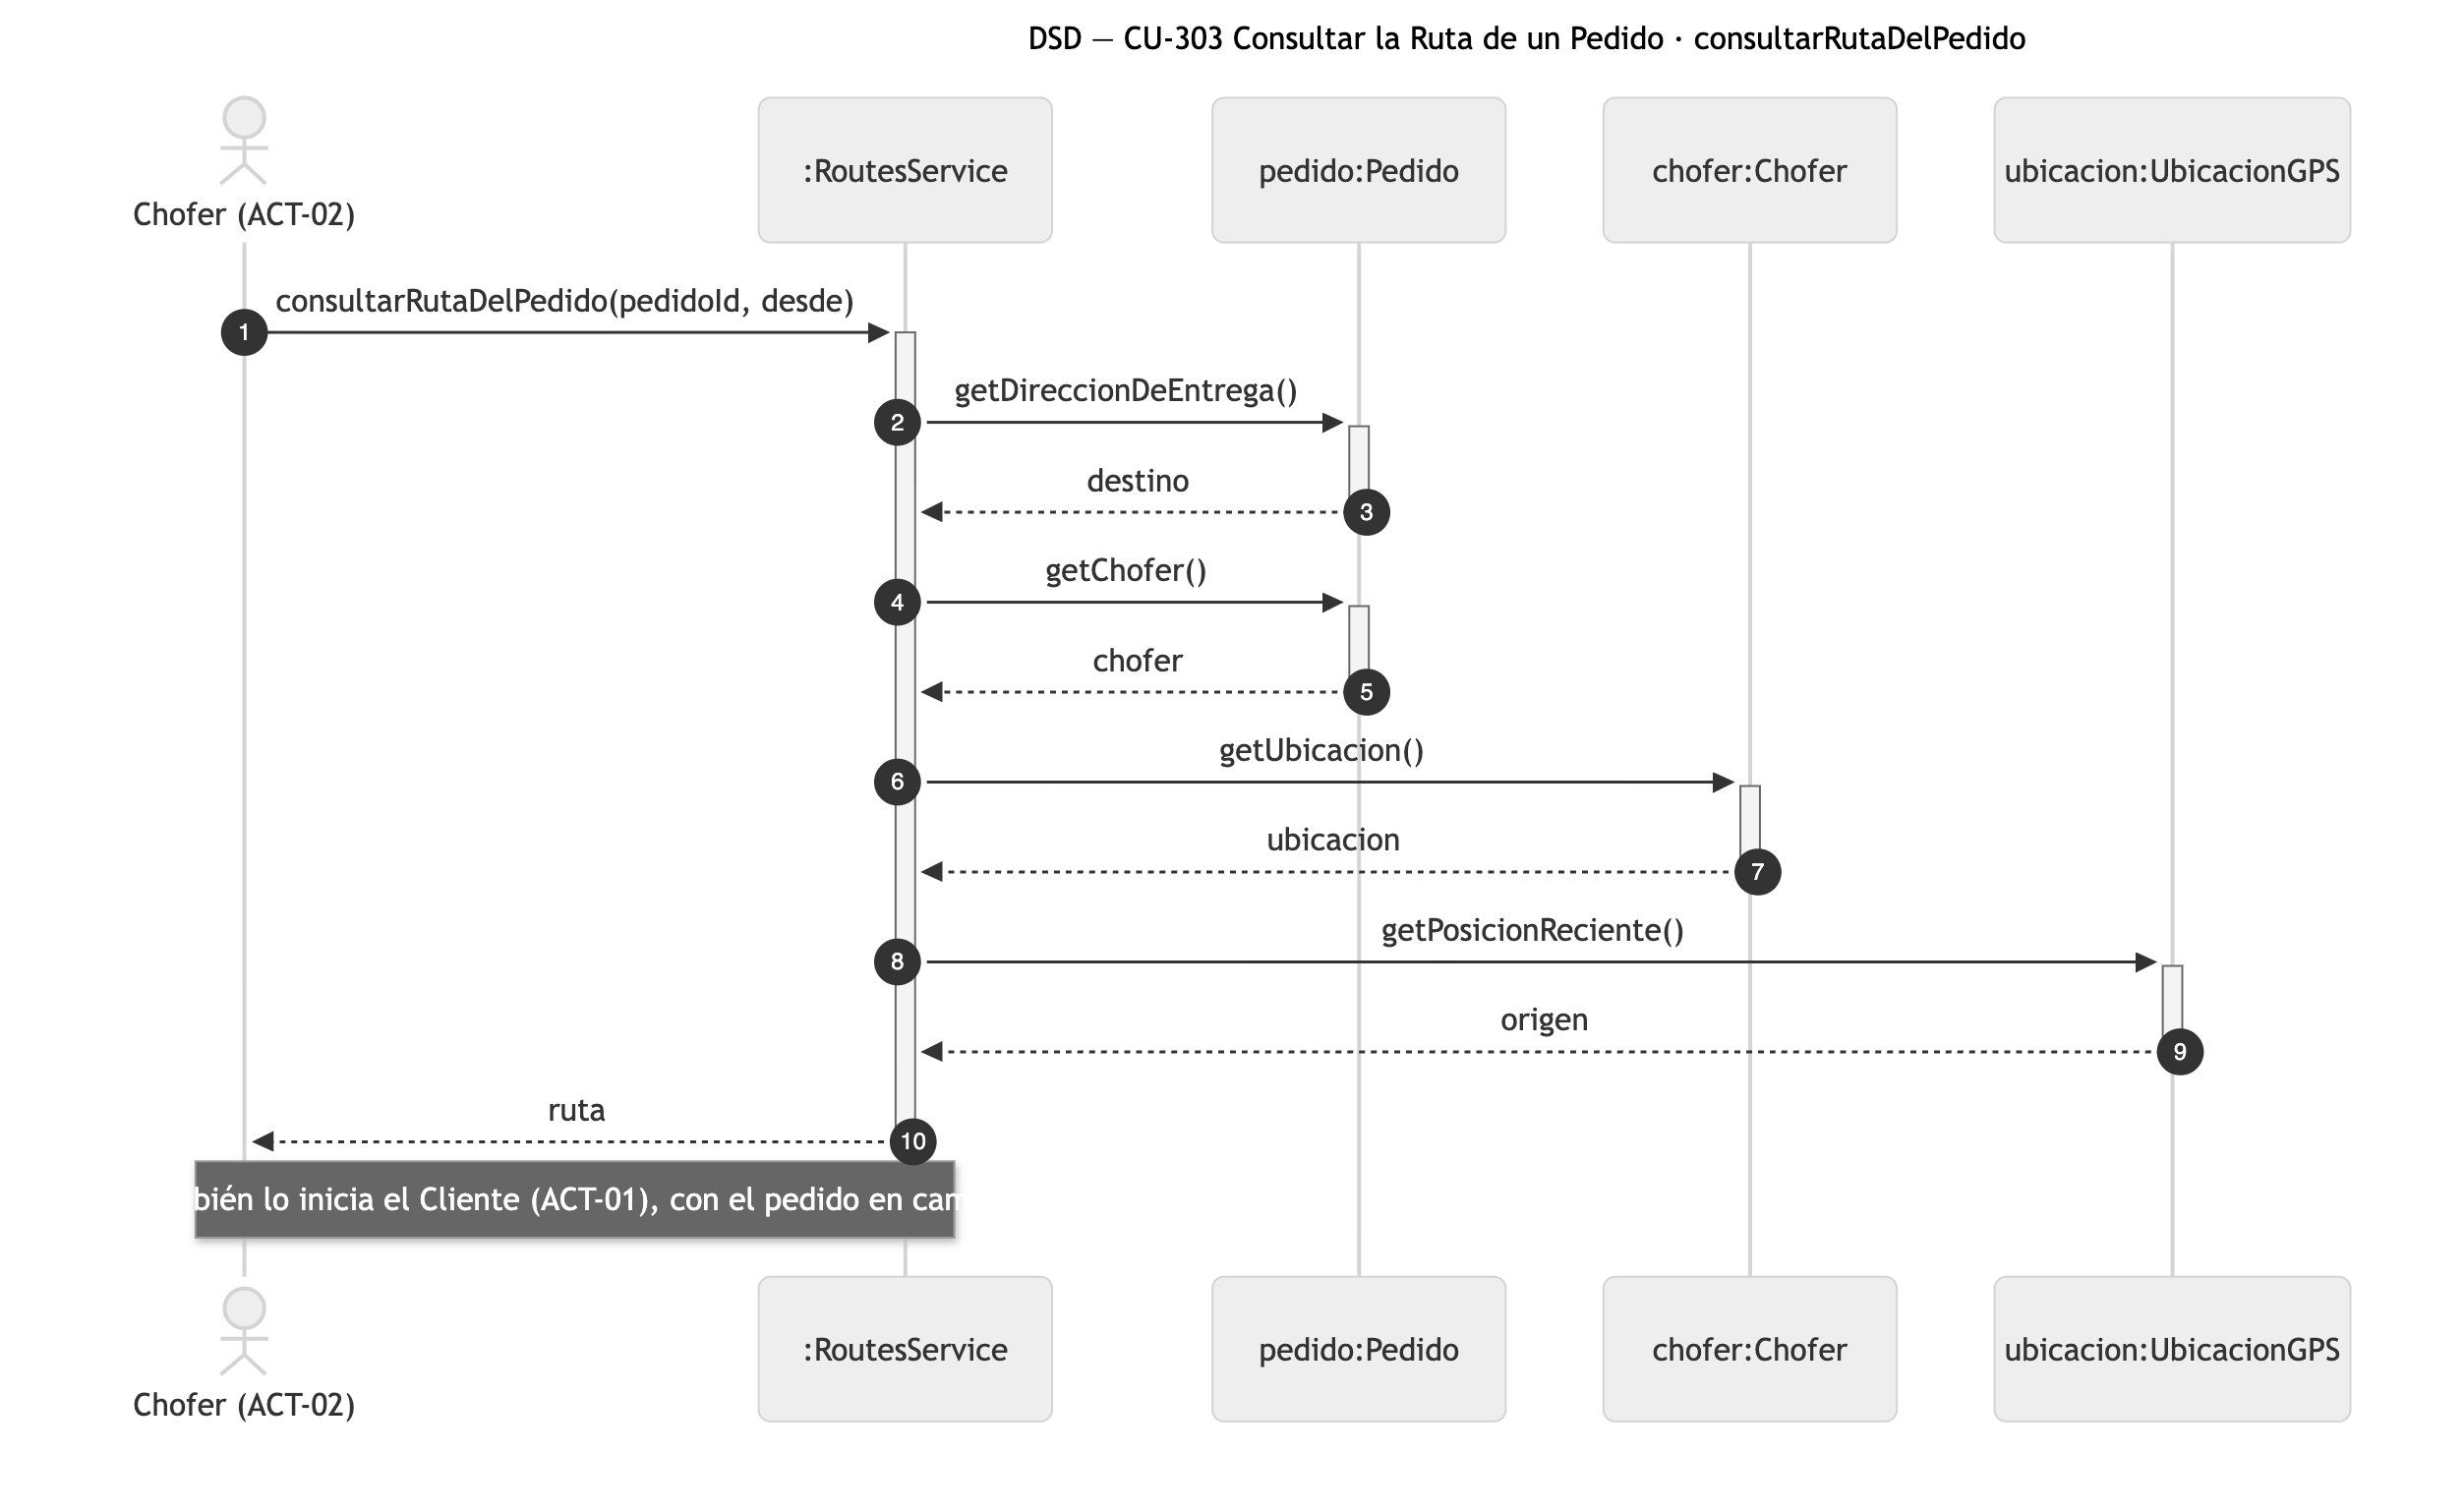 DSD — CU-303 Consultar la Ruta de un Pedido · consultarRutaDelPedido
Chofer (ACT-02)
:RoutesService
pedido:Pedido
chofer:Chofer
ubicacion:UbicacionGPS
consultarRutaDelPedido(pedidoId, desde)
1
getDireccionDeEntrega()
2
destino
3
getChofer()
4
chofer
5
getUbicacion()
6
ubicacion
7
getPosicionReciente()
8
origen
9
ruta
10
lo inicia el Cliente (ACT-01), con el pedido en
Chofer (ACT-02)
:RoutesService
pedido:Pedido
chofer:Chofer
ubicacion:UbicacionGPS